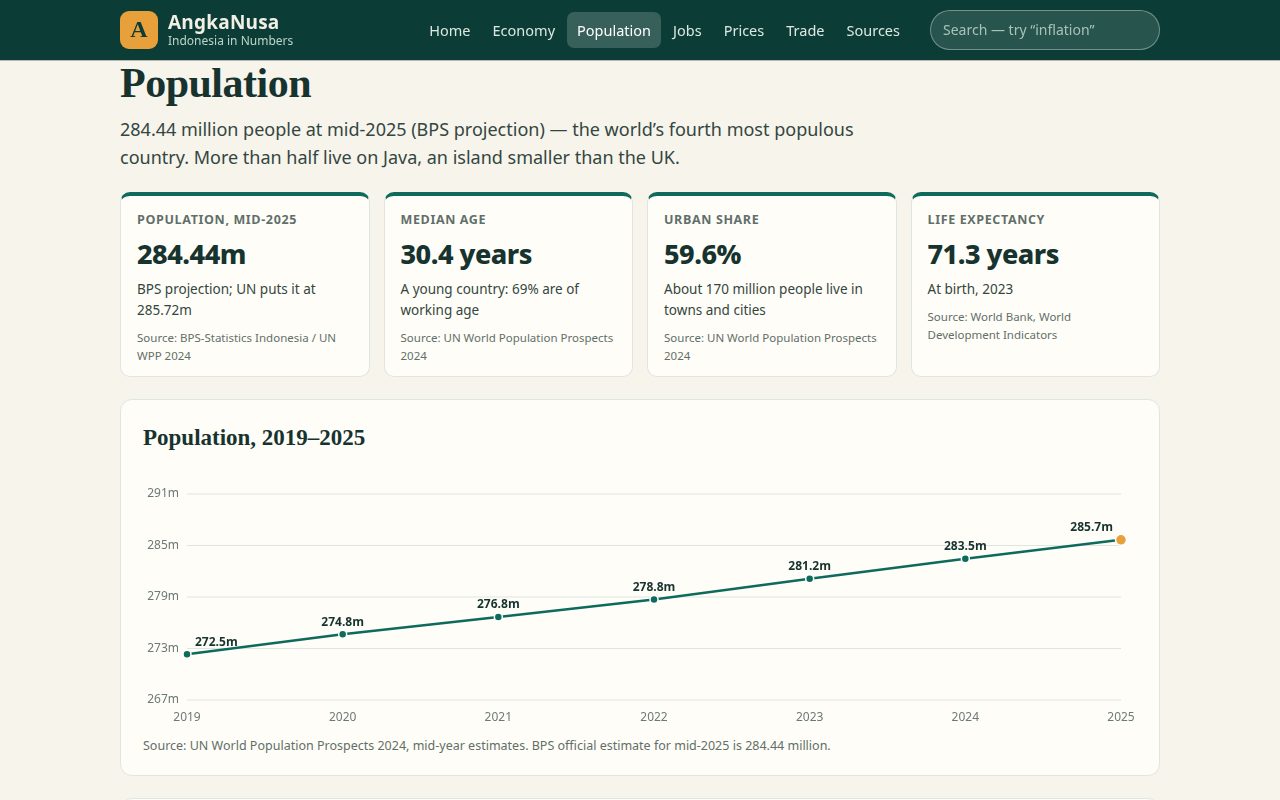 A
AngkaNusa
Indonesia in Numbers
Home
Economy
Population
Jobs
Prices
Trade
Sources
Search — try “inflation”
Population
284.44 million people at mid-2025 (BPS projection) — the world’s fourth most populous
country. More than half live on Java, an island smaller than the UK.
POPULATION, MID-2025
284.44m
BPS projection; UN puts it at
285.72m
Source: BPS-Statistics Indonesia / UN
WPP 2024
MEDIAN AGE
30.4 years
A young country: 69% are of
working age
Source: UN World Population Prospects
2024
URBAN SHARE
59.6%
About 170 million people live in
towns and cities
Source: UN World Population Prospects
2024
LIFE EXPECTANCY
71.3 years
At birth, 2023
Source: World Bank, World
Development Indicators
Population, 2019–2025
291m
285m
279m
273m
267m
272.5m
274.8m
276.8m
278.8m
281.2m
283.5m
285.7m
2019
2020
2021
2022
2023
2024
2025
Source: UN World Population Prospects 2024, mid-year estimates. BPS official estimate for mid-2025 is 284.44 million.